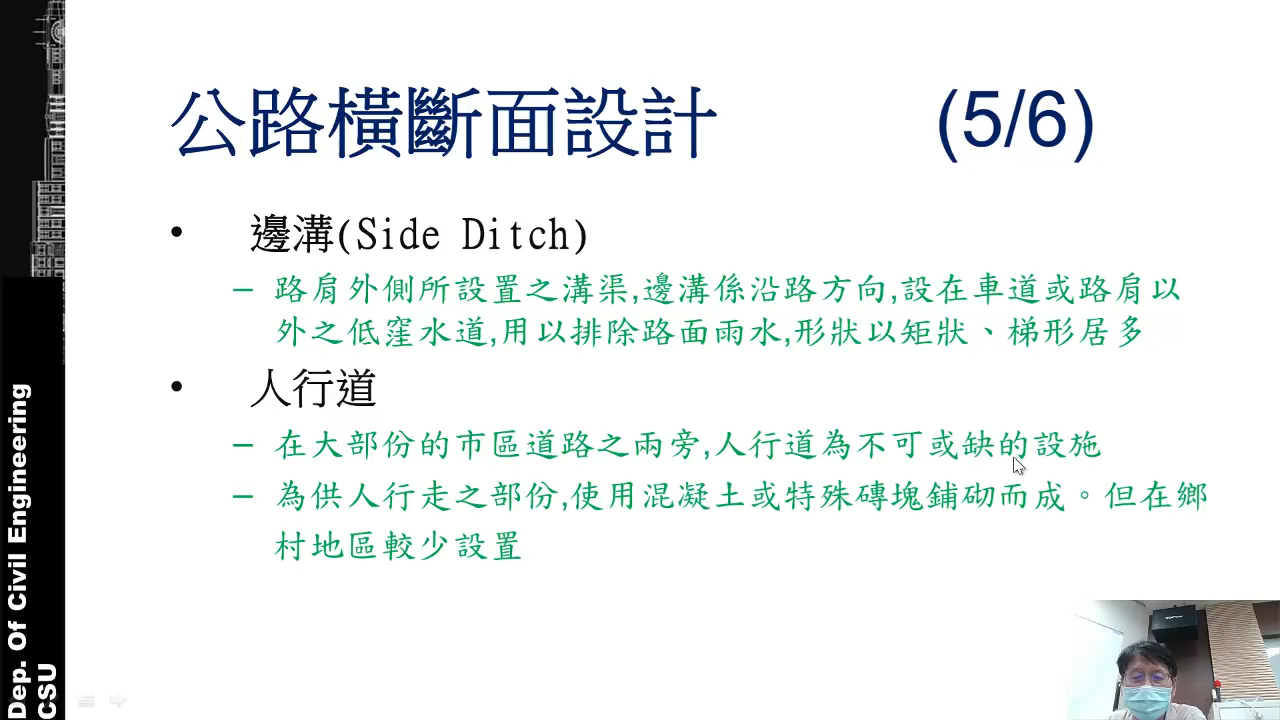 公路橫斷面設計 (5/6)
• 邊溝(Side Ditch)
– 路肩外側所設置之溝渠,邊溝係沿路方向,設在車道或路肩以
外之低窪水道,用以排除路面雨水,形狀以矩狀、梯形居多
• 人行道
– 在大部份的市區道路之兩旁,人行道為不可或缺的設施
– 為供人行走之部份,使用混凝土或特殊磚塊鋪砌而成。但在鄉
村地區較少設置
Dep. Of Civil Engineering
CSU